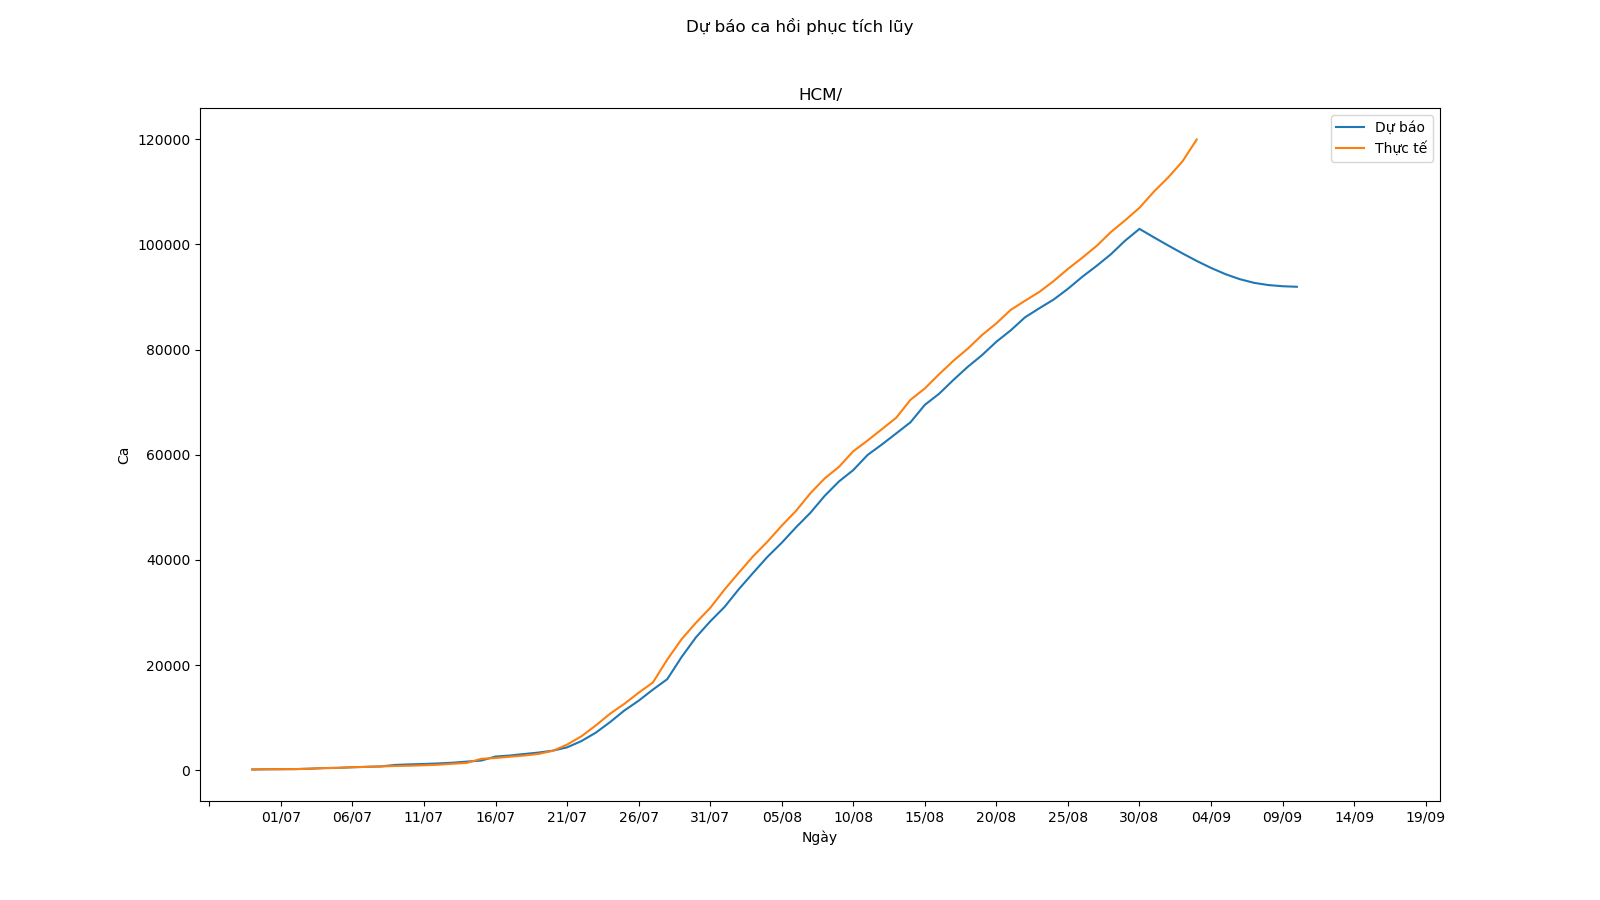 Dự báo ca hồi phục tích lũy
HCM/
Dự báo
Thực tế
120000
100000
80000
60000
40000
20000
0
Ca
01/07 06/07 11/07 16/07 21/07 26/07 31/07 05/08 10/08 15/08 20/08 25/08 30/08 04/09 09/09 14/09 19/09
Ngày